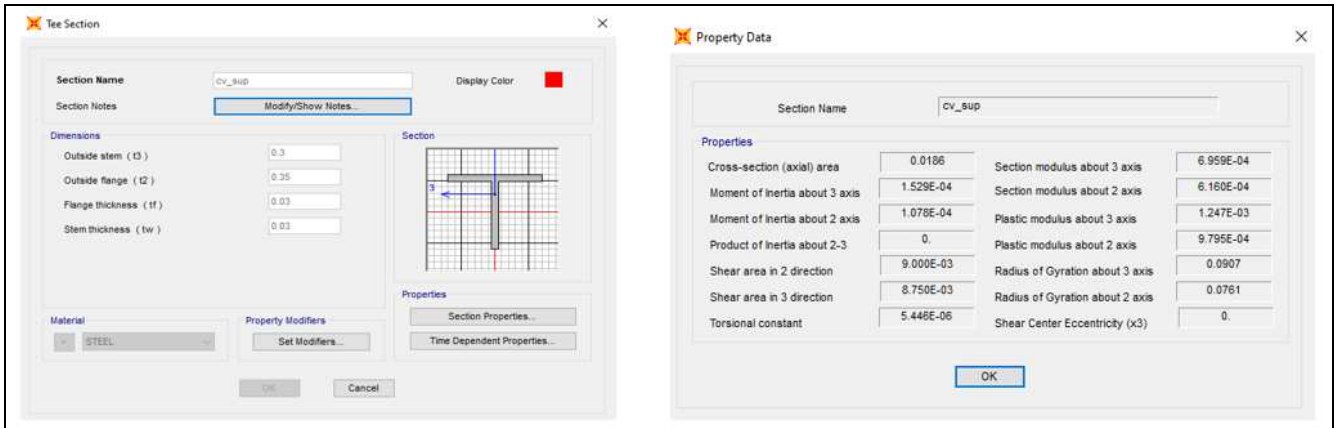 Tee Section
Section Name cv_sup Display Color
Section Notes Modify/Show Notes...
Dimensions
Outside stem ( t3 ) 0.3
Outside flange ( t2 ) 0.35
Flange thickness ( tf ) 0.03
Stem thickness ( tw ) 0.03
Section
3
Properties
Section Properties...
Time Dependent Properties...
Material
+ STEEL
Property Modifiers
Set Modifiers...
OK Cancel
Property Data
Section Name cv_sup
Properties
Cross-section (axial) area 0.0186 Section modulus about 3 axis 6.959E-04
Moment of Inertia about 3 axis 1.529E-04 Section modulus about 2 axis 6.160E-04
Moment of Inertia about 2 axis 1.078E-04 Plastic modulus about 3 axis 1.247E-03
Product of Inertia about 2-3 0. Plastic modulus about 2 axis 9.795E-04
Shear area in 2 direction 9.000E-03 Radius of Gyration about 3 axis 0.0907
Shear area in 3 direction 8.750E-03 Radius of Gyration about 2 axis 0.0761
Torsional constant 5.446E-06 Shear Center Eccentricity (x3) 0.
OK